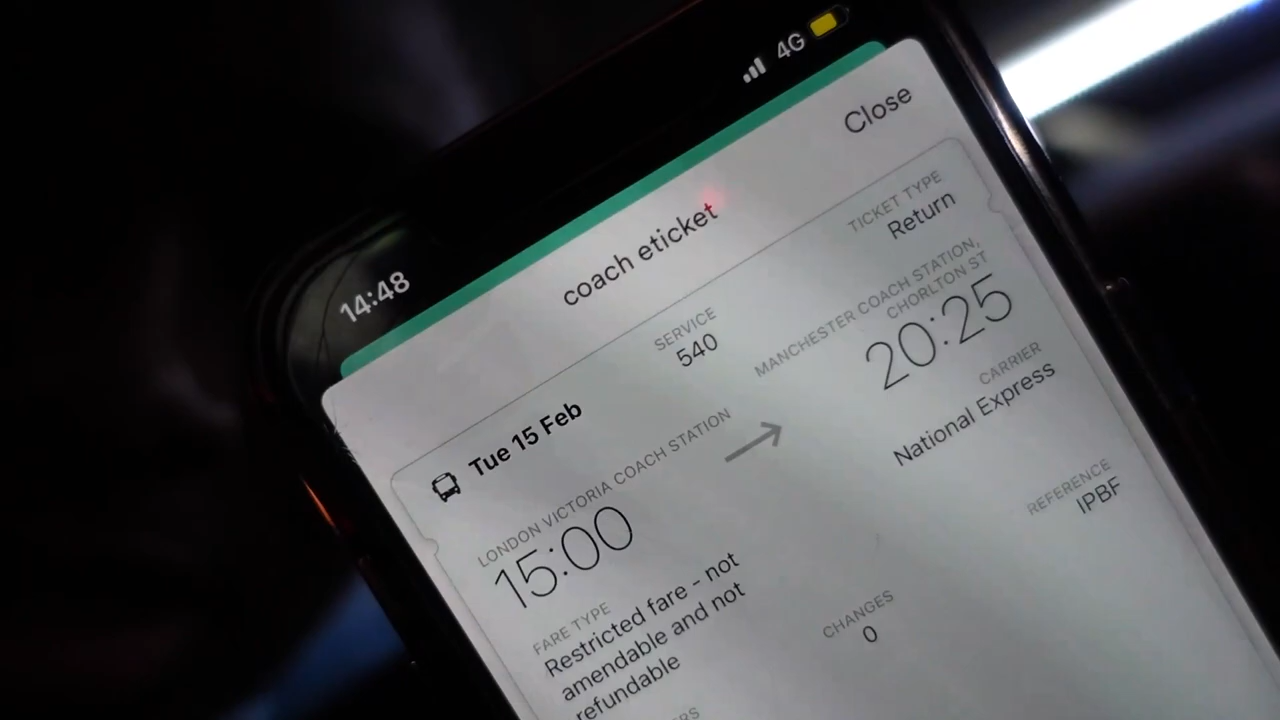 14:48
4G
Close
coach eticket
Tue 15 Feb
SERVICE
540
TICKET TYPE
Return
LONDON VICTORIA COACH STATION
15:00
MANCHESTER COACH STATION,
CHORLTON ST
20:25
FARE TYPE
Restricted fare - not
amendable and not
refundable
CARRIER
National Express
CHANGES
0
REFERENCE
IPBF